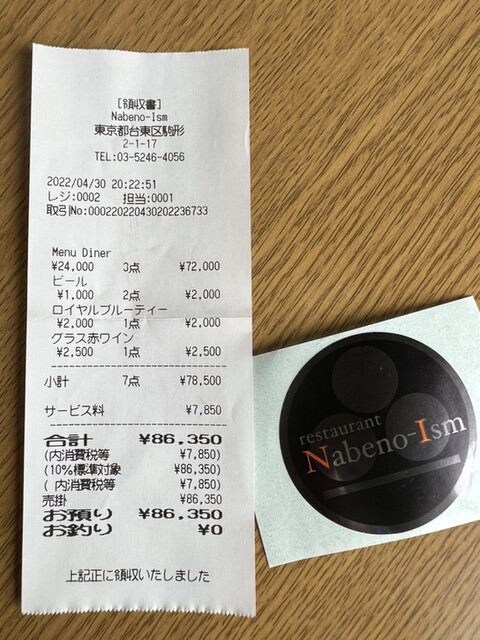 [領収書]
Nabeno-Ism
東京都台東区駒形
2-1-17
TEL:03-5246-4056
2022/04/30 20:22:51
レジ:0002 担当:0001
取引No:000220220430202236733
Menu Diner
¥24,000 3点 ¥72,000
ビール
¥1,000 2点 ¥2,000
ロイヤルブルーティー
¥2,000 1点 ¥2,000
グラス赤ワイン
¥2,500 1点 ¥2,500
小計 7点 ¥78,500
サービス料 ¥7,850
合計 ¥86,350
(内消費税等 ¥7,850)
(10%標準対象 ¥86,350)
( 内消費税等 ¥7,850)
売掛 ¥86,350
お預り ¥86,350
お釣り ¥0
上記正に領収いたしました
restaurant
Nabeno-Ism